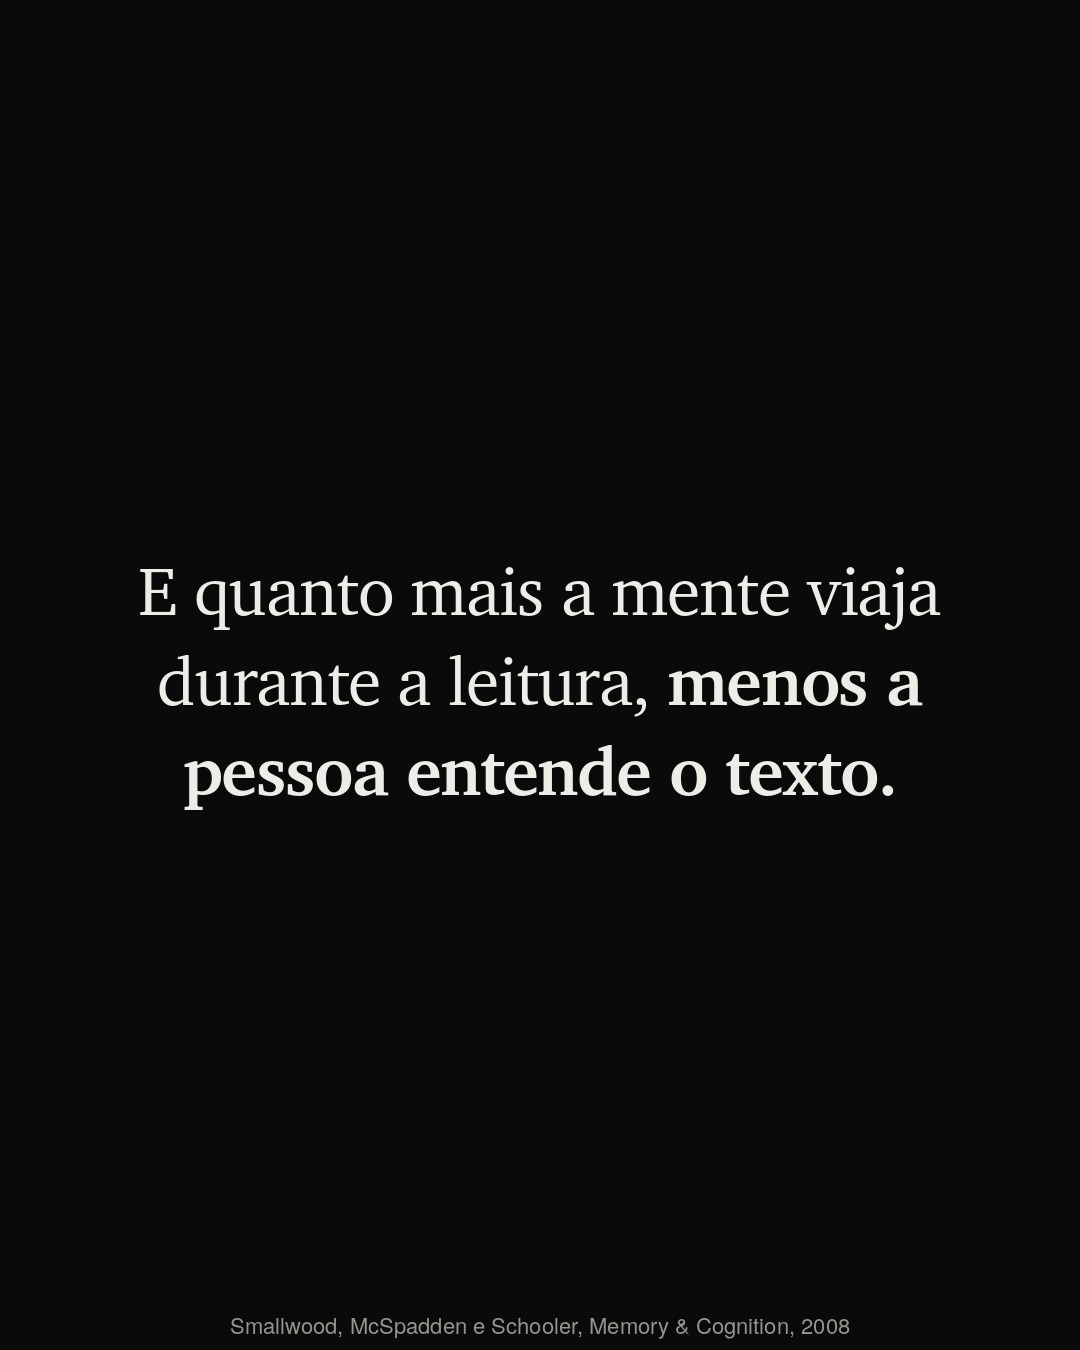 E quanto mais a mente viaja
durante a leitura, menos a
pessoa entende o texto.
Smallwood, McSpadden e Schooler, Memory & Cognition, 2008